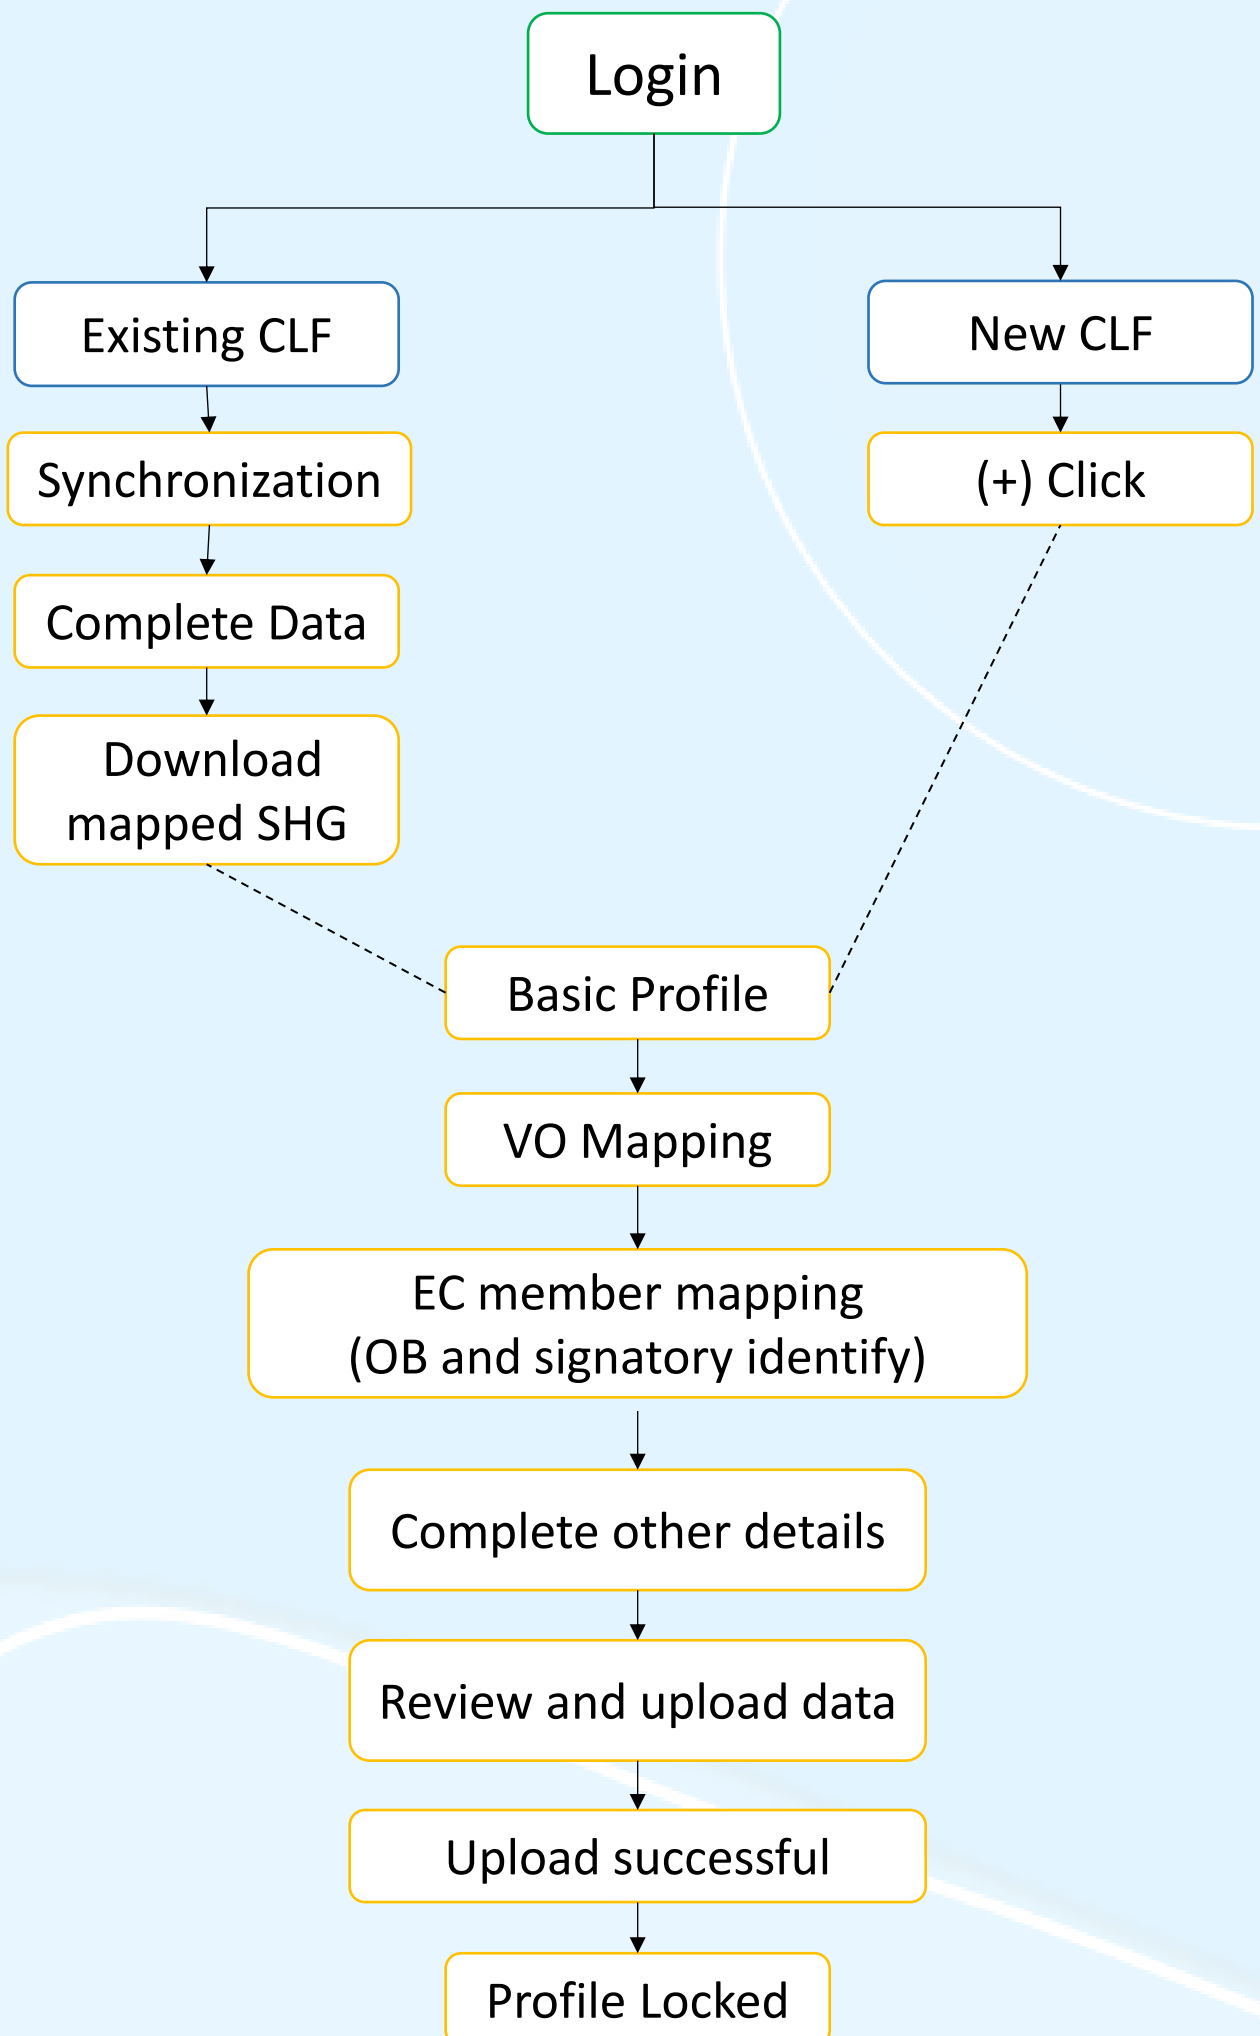 Login
Existing CLF
New CLF
Synchronization
(+) Click
Complete Data
Download
mapped SHG
Basic Profile
VO Mapping
EC member mapping
(OB and signatory identify)
Complete other details
Review and upload data
Upload successful
Profile Locked